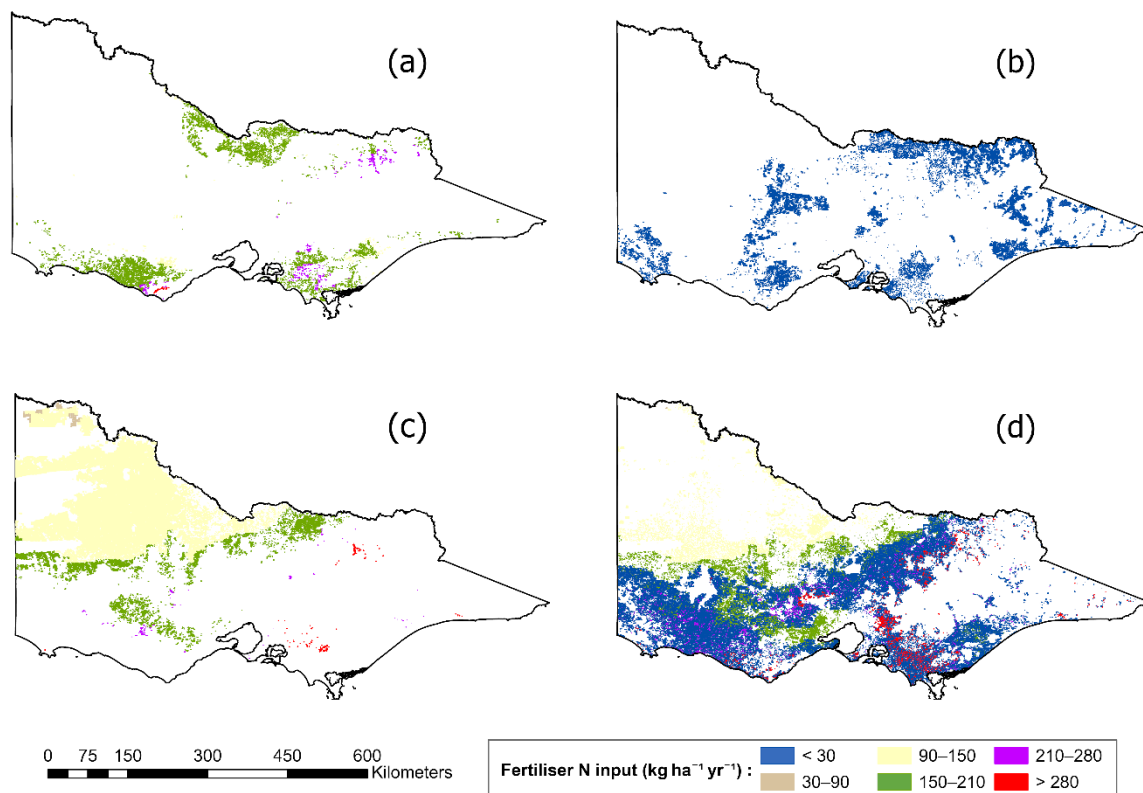 (a)
(b)
(c)
(d)
0 75 150 300 450 600
Kilometers
Fertiliser N input (kg ha⁻¹ yr⁻¹) :
< 30 90–150 210–280
30–90 150–210 > 280